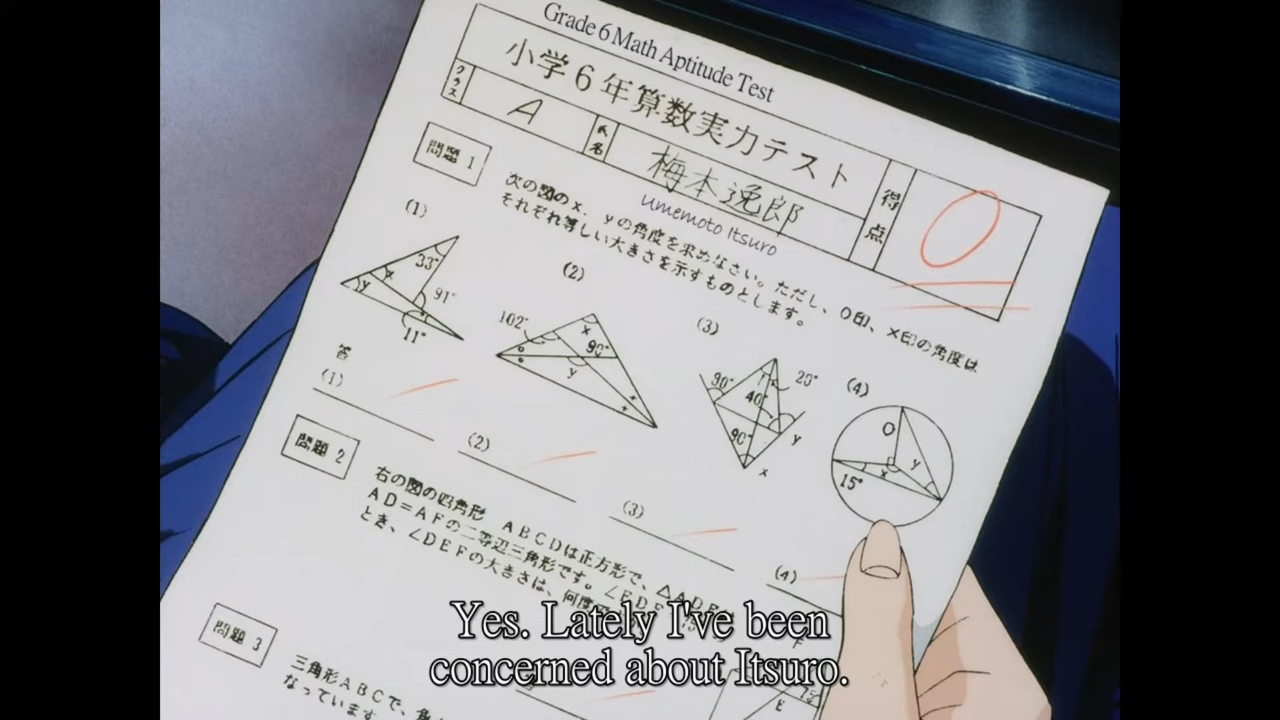 Grade 6 Math Aptitude Test
小学6年算数実力テスト
クラス
A
氏名
梅本逸郎
umemoto Itsuro
得点
0
問題 1
次の図のx、yの角度を求めなさい。ただし、O印、X印の角度は
それぞれ等しい大きさを示すものとします。
(1)
33°
x
y
91°
11°
(2)
102°
x
90°
y
(3)
90°
20°
40°
90°
y
x
(4)
O
y
x
15°
答
(1)
(2)
(3)
(4)
問題 2
右の図の四角形 ABCDは正方形で、△ADF
AD=AFの二等辺三角形です。∠FDF
とき、∠DEFの大きさは、何度
F
E
問題 3
三角形ABCで、角
なっています
Yes. Lately I've been
concerned about Itsuro.